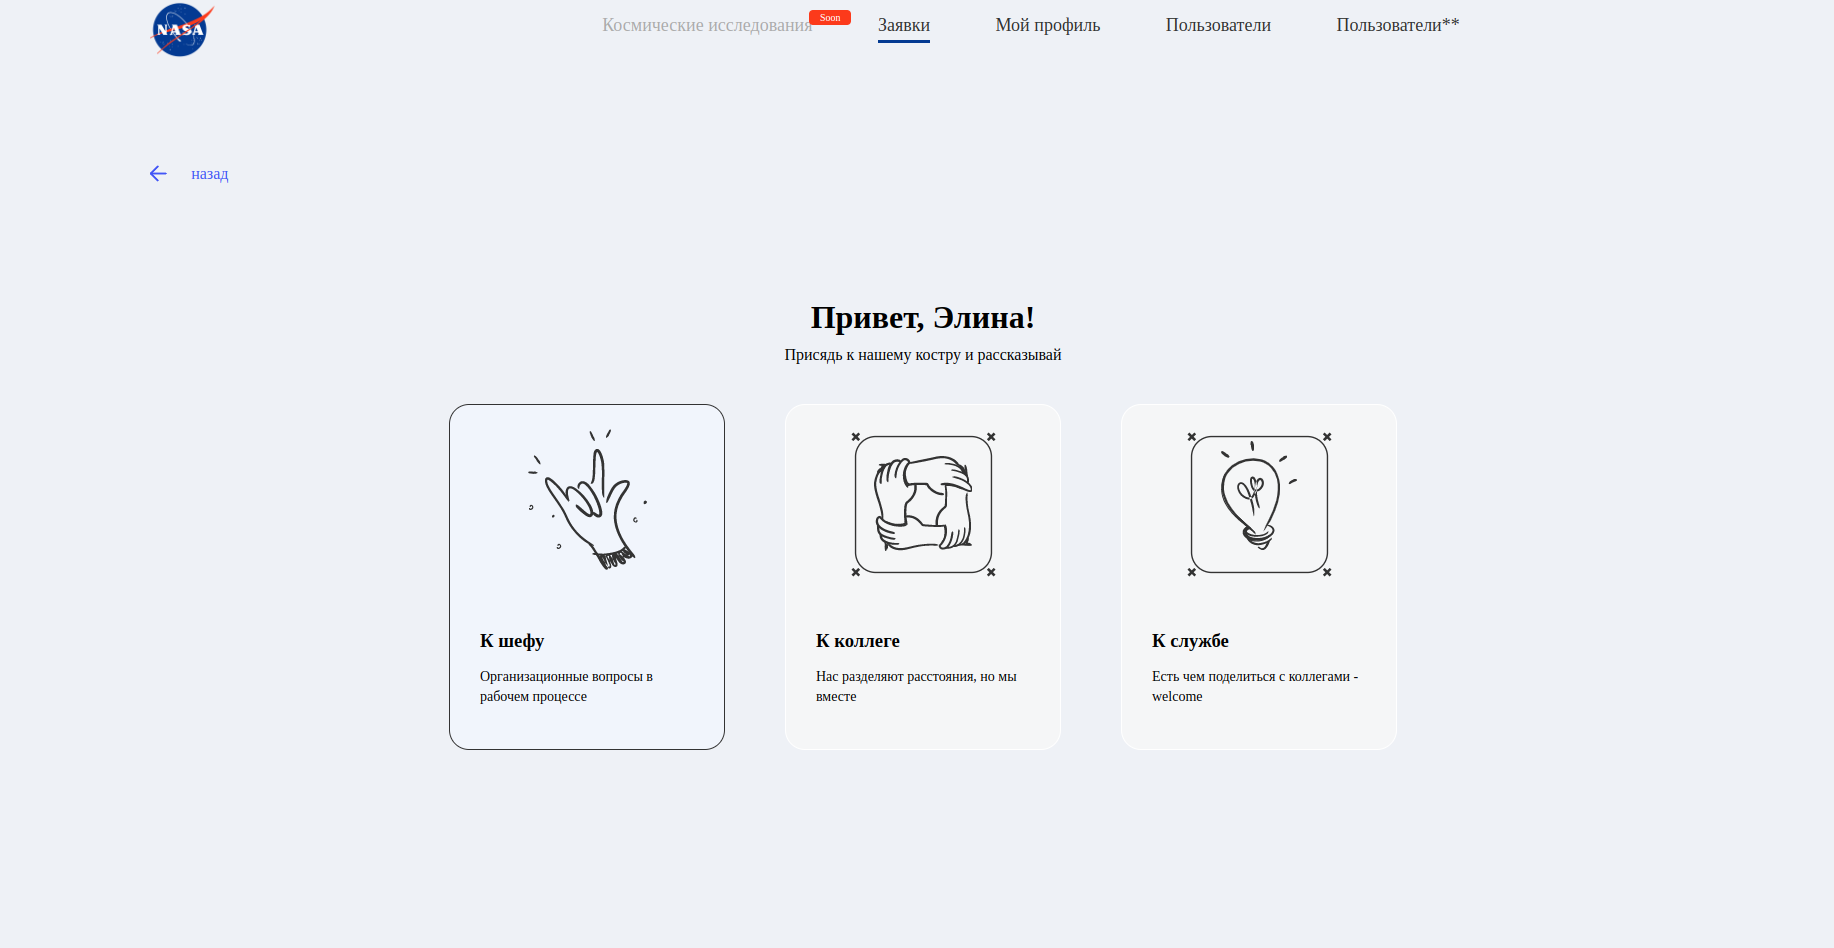 NASA
Космические исследования Soon Заявки Мой профиль Пользователи Пользователи**
назад
Привет, Элина!
Присядь к нашему костру и рассказывай
К шефу
Организационные вопросы в
рабочем процессе
К коллеге
Нас разделяют расстояния, но мы
вместе
К службе
Есть чем поделиться с коллегами -
welcome